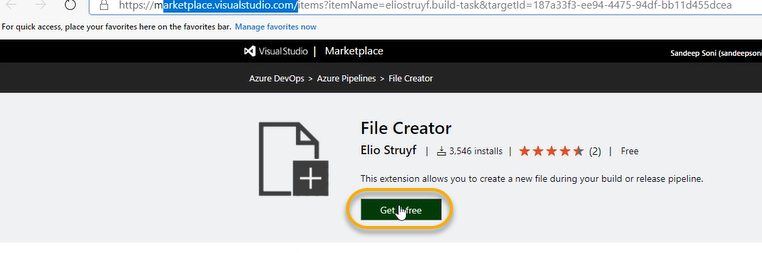 https://marketplace.visualstudio.com/items?itemName=eliostruyf.build-task&targetId=187a33f3-ee94-4475-94df-bb11d455dcea
For quick access, place your favorites here on the favorites bar. Manage favorites now
Visual Studio | Marketplace
Sandeep Soni (sandeepsoni
Azure DevOps > Azure Pipelines > File Creator
File Creator
Elio Struyf | 3,546 installs | (2) | Free
This extension allows you to create a new file during your build or release pipeline.
Get free